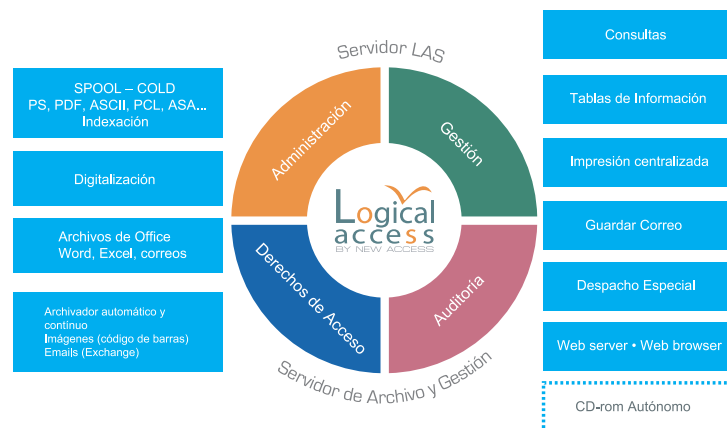 SPOOL – COLD
PS, PDF, ASCII, PCL, ASA...
Indexación
Digitalización
Archivos de Office
Word, Excel, correos
Archivador automático y
contínuo
Imágenes (código de barras)
Emails (Exchange)
Servidor LAS
Administración
Gestión
Logical
access
BY NEW ACCESS
Derechos de Acceso
Auditoria
Servidor de Archivo y Gestión
Consultas
Tablas de Información
Impresión centralizada
Guardar Correo
Despacho Especial
Web server • Web browser
CD-rom Autónomo